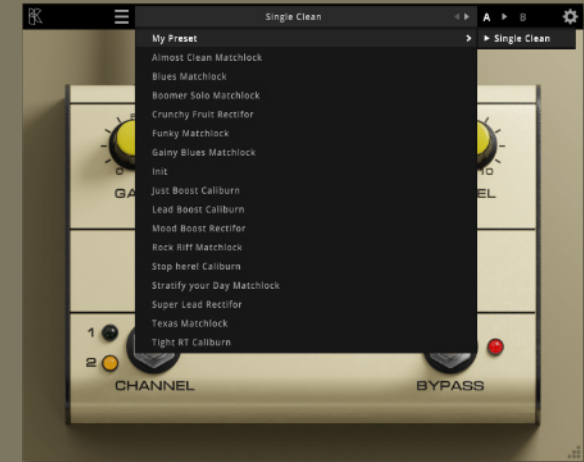 Single Clean
A B
My Preset
Single Clean
Almost Clean Matchlock
Blues Matchlock
Boomer Solo Matchlock
Crunchy Fruit Rectifor
Funky Matchlock
Gainy Blues Matchlock
Init
Just Boost Caliburn
Lead Boost Caliburn
Mood Boost Rectifor
Rock Riff Matchlock
Stop here! Caliburn
Stratify your Day Matchlock
Super Lead Rectifor
Texas Matchlock
Tight RT Caliburn
0
10
GA
EL
1
2
CHANNEL
BYPASS